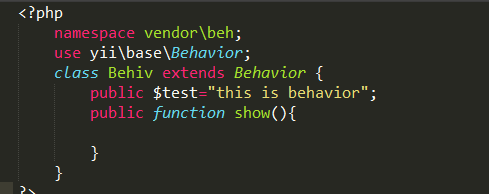 <?php
namespace vendor\beh;
use yii\base\Behavior;
class Behiv extends Behavior {
public $test="this is behavior";
public function show(){
}
}
?>